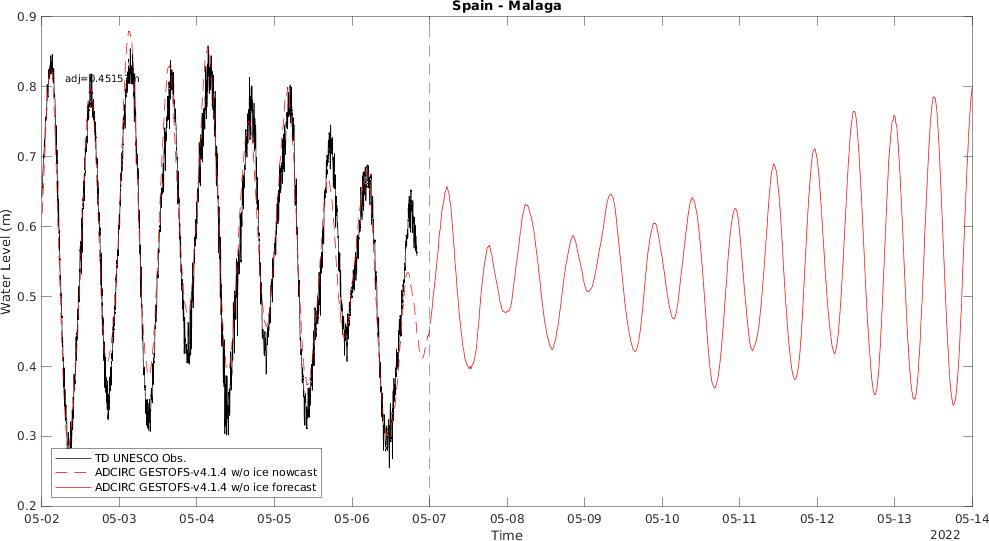 Spain - Malaga
0.9
0.8
0.7
0.6
0.5
0.4
0.3
0.2
Water Level (m)
TD UNESCO Obs.
ADCIRC GESTOFS-v4.1.4 w/o ice nowcast
ADCIRC GESTOFS-v4.1.4 w/o ice forecast
05-02 05-03 05-04 05-05 05-06 05-07 05-08 05-09 05-10 05-11 05-12 05-13 05-14
Time
2022